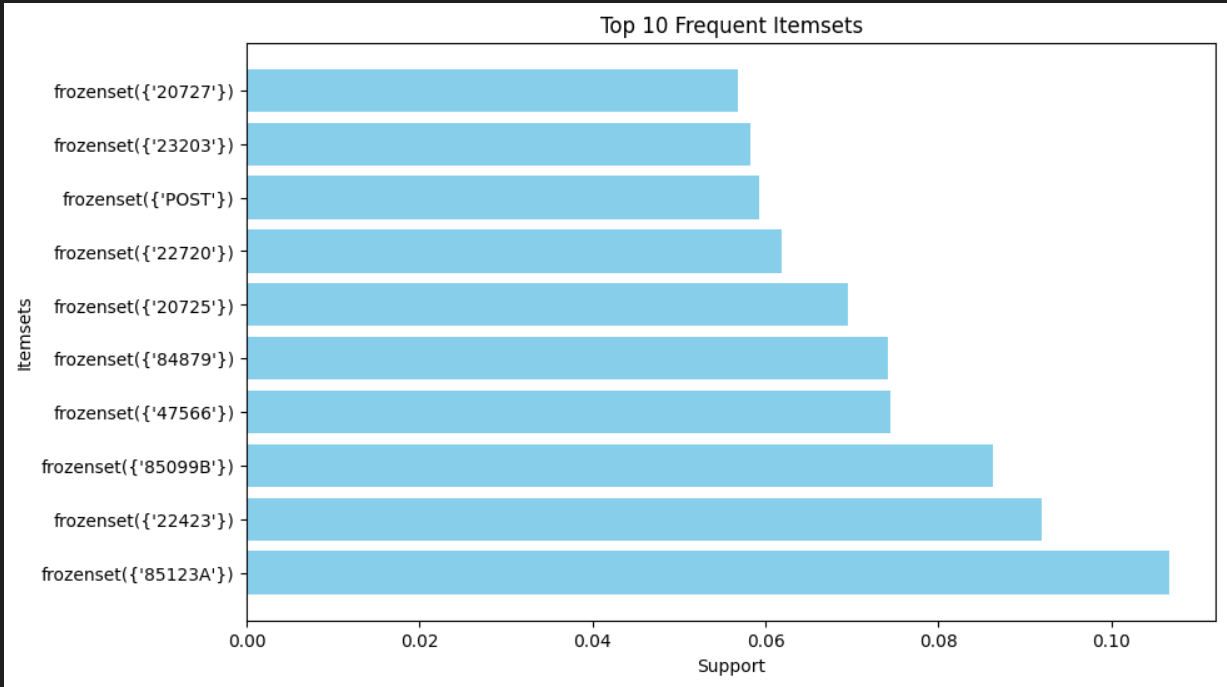 Top 10 Frequent Itemsets
frozenset({'20727'})
frozenset({'23203'})
frozenset({'POST'})
frozenset({'22720'})
frozenset({'20725'})
frozenset({'84879'})
frozenset({'47566'})
frozenset({'85099B'})
frozenset({'22423'})
frozenset({'85123A'})
Itemsets
0.00 0.02 0.04 0.06 0.08 0.10
Support